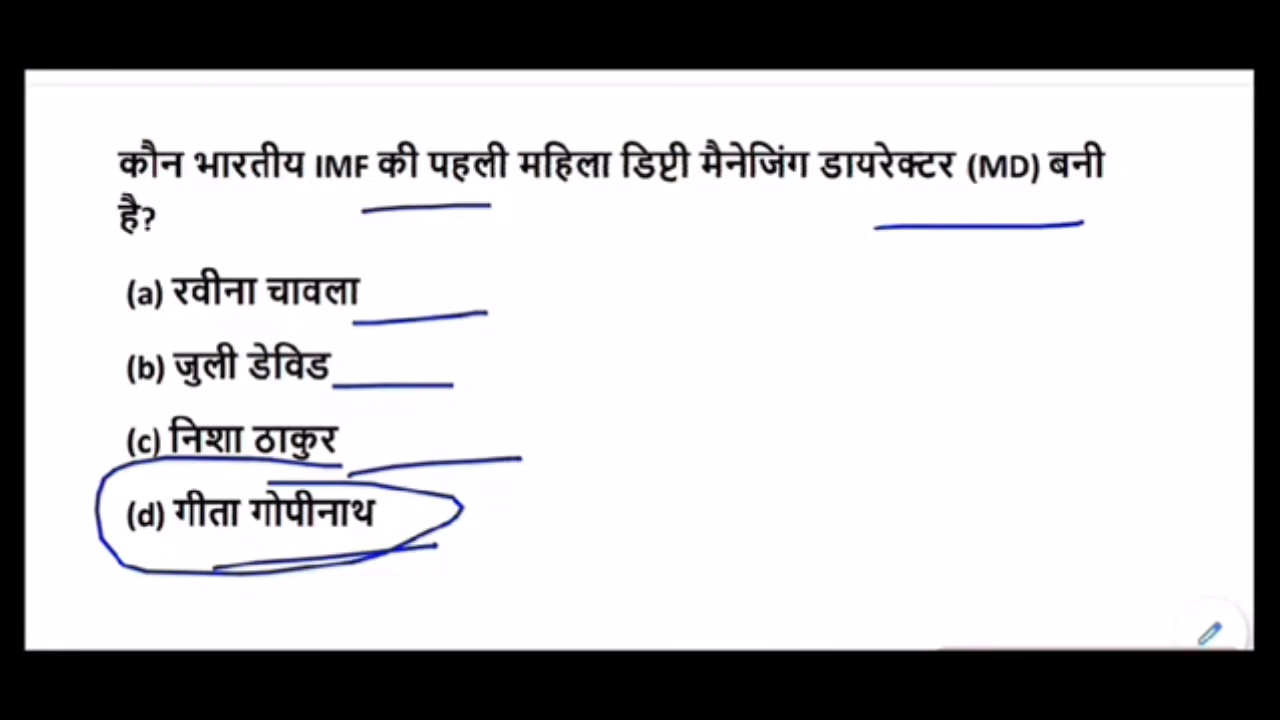 कौन भारतीय IMF की पहली महिला डिप्टी मैनेजिंग डायरेक्टर (MD) बनी
है?
(a) रवीना चावला
(b) जुली डेविड
(c) निशा ठाकुर
(d) गीता गोपीनाथ